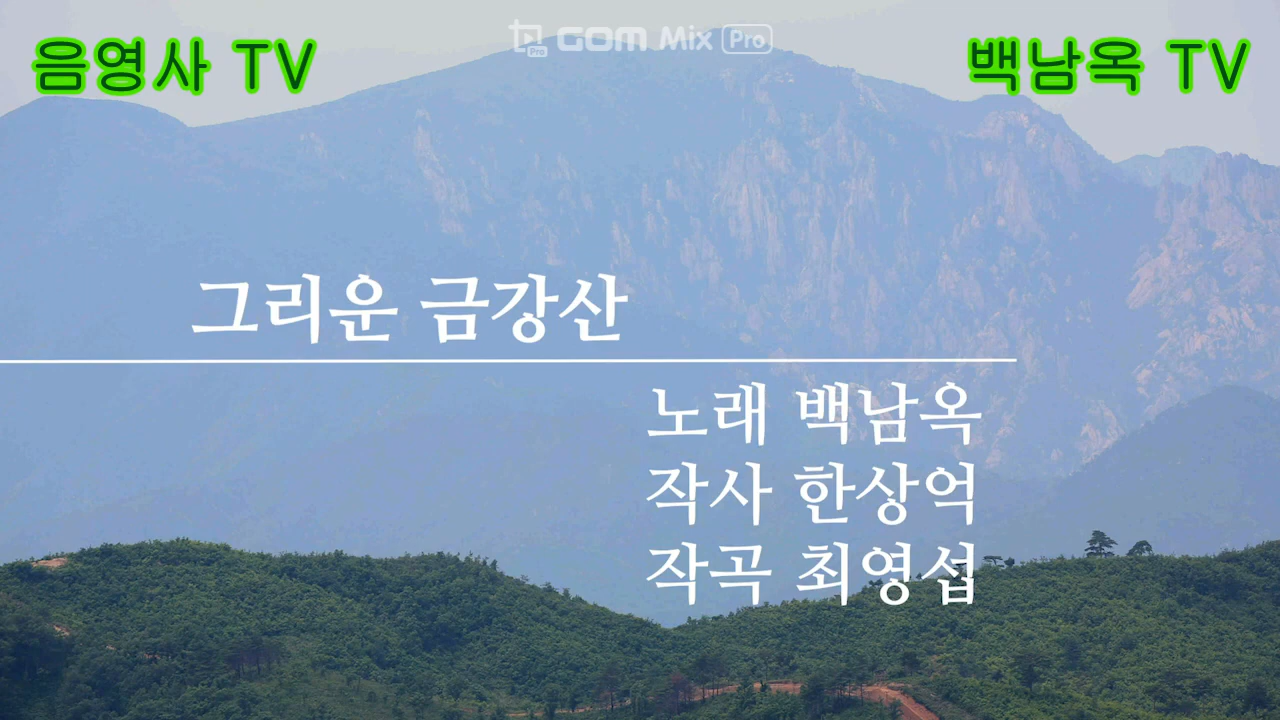 음영사 TV
GOM Mix Pro
Pro
백남옥 TV
그리운 금강산
노래 백남옥
작사 한상억
작곡 최영섭